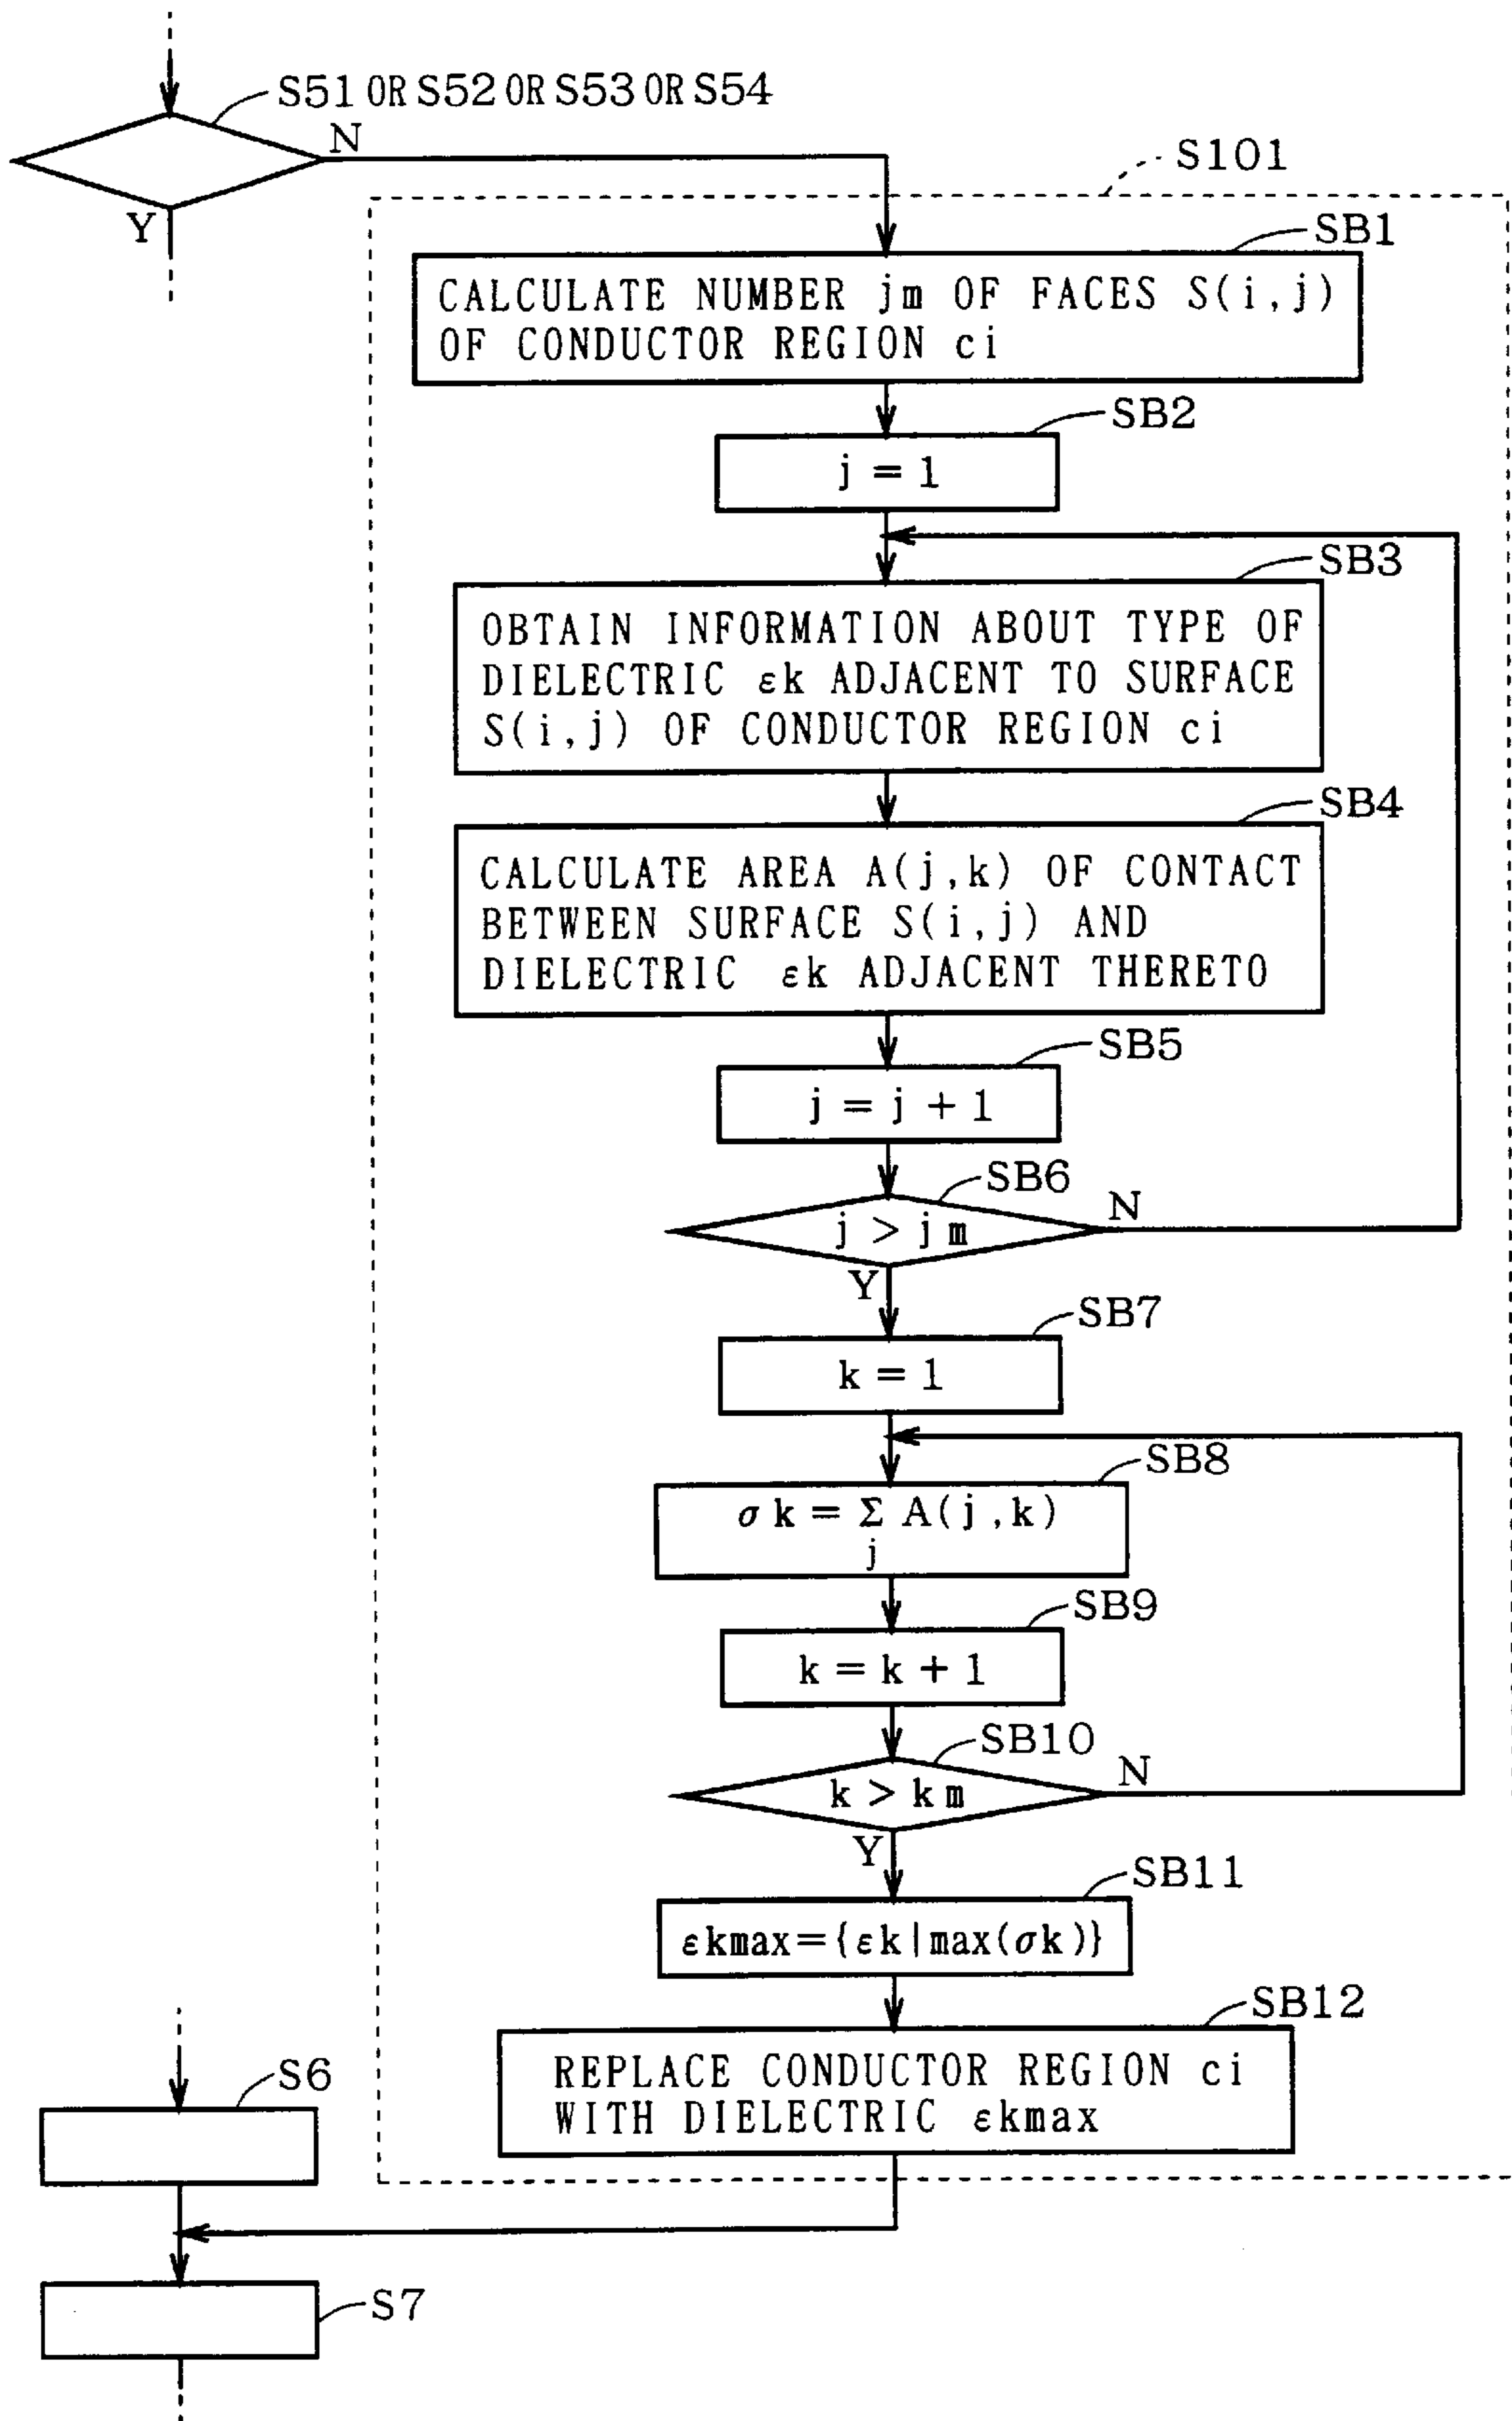 S51 OR S52 OR S53 OR S54
N
Y
S101
SB1
CALCULATE NUMBER jm OF FACES S(i,j)
OF CONDUCTOR REGION ci
SB2
j = 1
SB3
OBTAIN INFORMATION ABOUT TYPE OF
DIELECTRIC εk ADJACENT TO SURFACE
S(i,j) OF CONDUCTOR REGION ci
SB4
CALCULATE AREA A(j,k) OF CONTACT
BETWEEN SURFACE S(i,j) AND
DIELECTRIC εk ADJACENT THERETO
SB5
j = j + 1
SB6
j > jm
N
Y
SB7
k = 1
SB8
σk = Σ A(j,k)
j
SB9
k = k + 1
SB10
k > km
N
Y
SB11
εkmax={εk|max(σk)}
SB12
REPLACE CONDUCTOR REGION ci
WITH DIELECTRIC εkmax
S6
S7